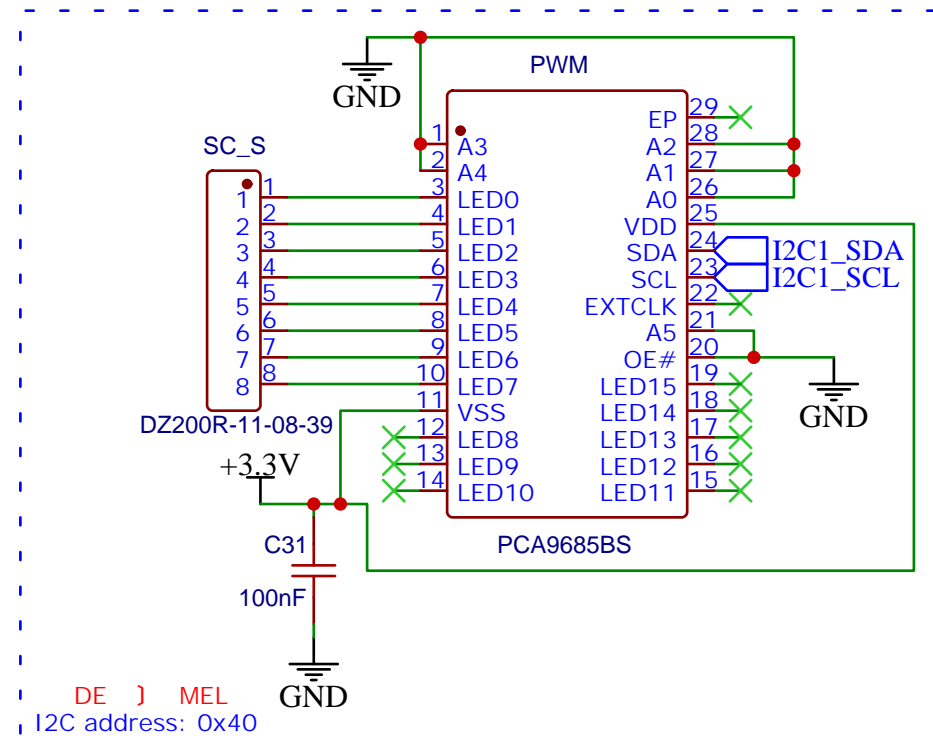 PWM
GND
SC_S
1 1
2 2
3 3
4 4
5 5
6 6
7 7
8 8
DZ200R-11-08-39
1 A3
2 A4
3 LED0
4 LED1
5 LED2
6 LED3
7 LED4
8 LED5
9 LED6
10 LED7
11 VSS
12 LED8
13 LED9
14 LED10
EP 29
A2 28
A1 27
A0 26
VDD 25
SDA 24 I2C1_SDA
SCL 23 I2C1_SCL
EXTCLK 22
A5 21
OE# 20
LED15 19
LED14 18
LED13 17
LED12 16
LED11 15
GND
PCA9685BS
+3.3V
C31
100nF
GND
DE ) MEL
I2C address: 0x40